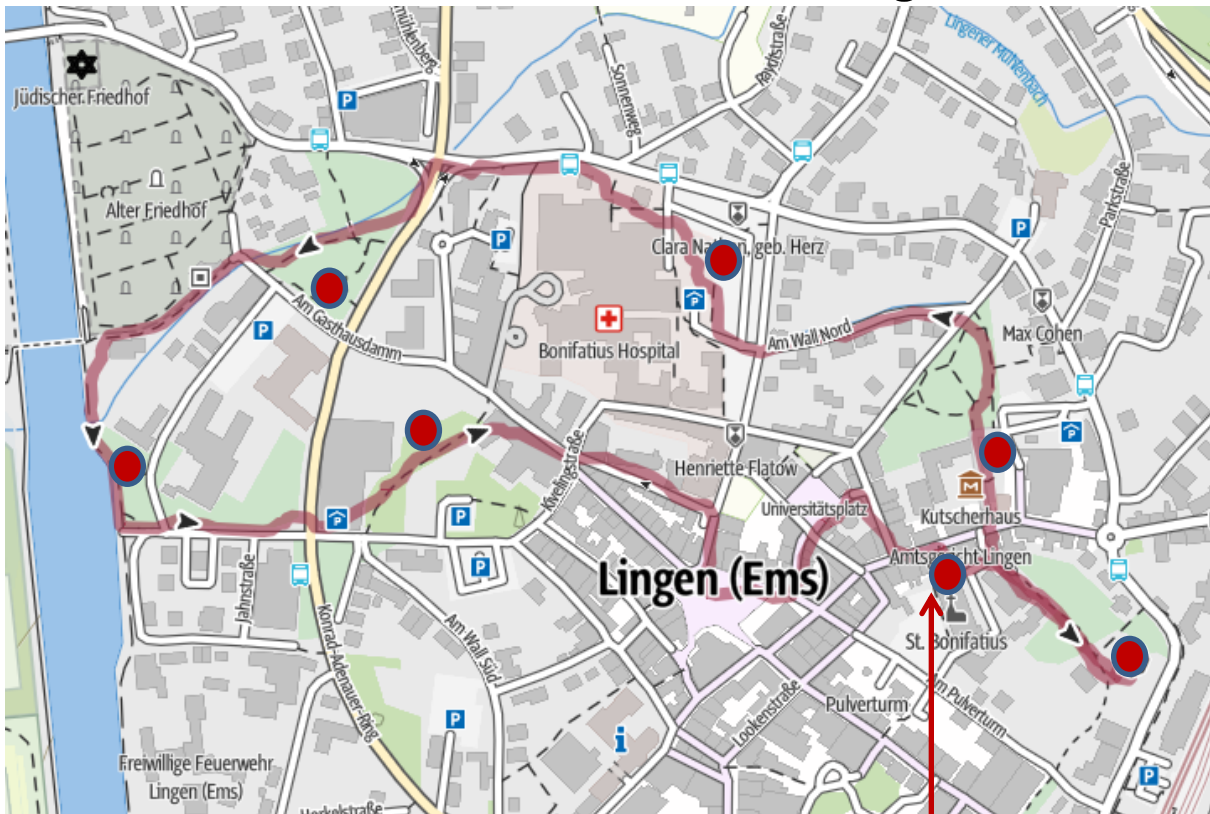 mühlenberg
Jüdischer Friedhof
P
Sonnenweg
Raydtstraße
Lingener Mühlenbach
Alter Friedhof
Parkstraße
P
P
Clara Nathan, geb. Herz
P
P
Am Gasthausdamm
P
Bonifatius Hospital
Am Wall Nord
Max Cohen
P
Kivelingstraße
Henriette Flatow
M
Universitätsplatz
Kutscherhaus
P
P
Amtsgericht Lingen
P
Lingen (Ems)
Jahnstraße
Konrad-Adenauer-Ring
Am Wall Süd
St. Bonifatius
Am Pulverturm
Pulverturm
Lookenstraße
P
i
Freiwillige Feuerwehr
Lingen (Ems)
P